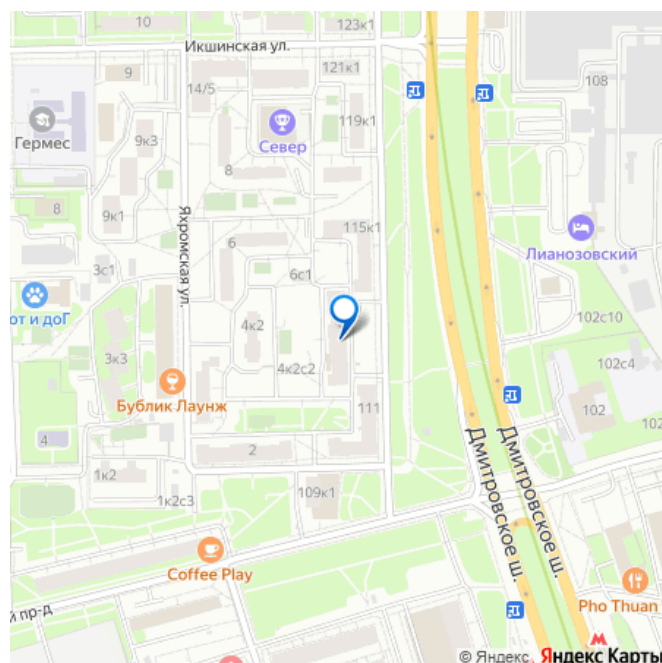 10
123к1
Икшинская ул.
9
121к1
108
14/5
Гермес
119к1
9к3
Север
8
8
9к1
Яхромская ул.
115к1
6
Лианозовский
3с1
6с1
от и доГ
102с10
4к2
3к3
4к2с2
102с4
Бублик Лаунж
111
102
4
2
Дмитровское ш.
Дмитровское ш.
1к2
109к1
1к2с3
Coffee Play
й пр-д
Pho Thuan
© Яндекс Яндекс Карты